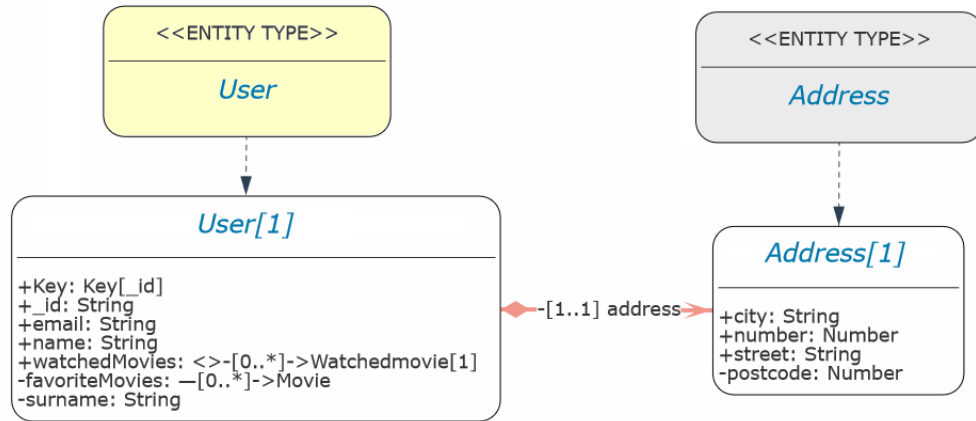 <<ENTITY TYPE>>
User
<<ENTITY TYPE>>
Address
User[1]
+Key: Key[_id]
+_id: String
+email: String
+name: String
+watchedMovies: <>-[0..*]->Watchedmovie[1]
-favoriteMovies: —[0..*]->Movie
-surname: String
-[1..1] address
Address[1]
+city: String
+number: Number
+street: String
-postcode: Number